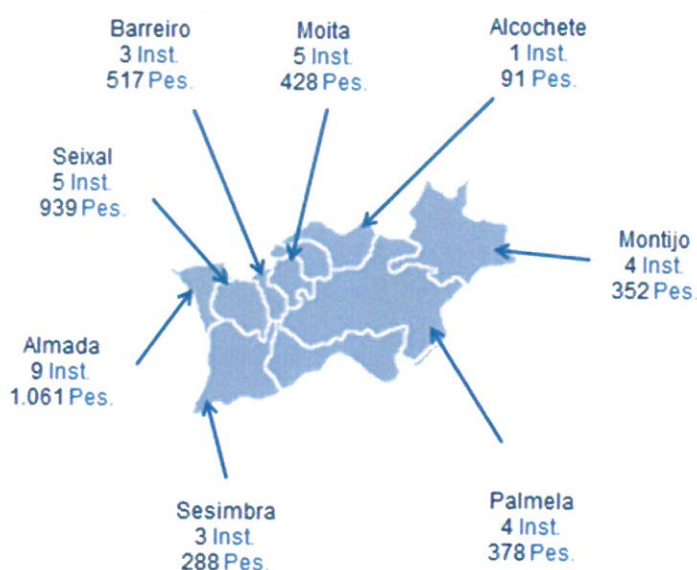 Barreiro
3 Inst.
517 Pes.
Moita
5 Inst.
428 Pes.
Alcochete
1 Inst.
91 Pes.
Seixal
5 Inst.
939 Pes.
Montijo
4 Inst.
352 Pes.
Almada
9 Inst.
1.061 Pes.
Sesimbra
3 Inst.
288 Pes.
Palmela
4 Inst.
378 Pes.